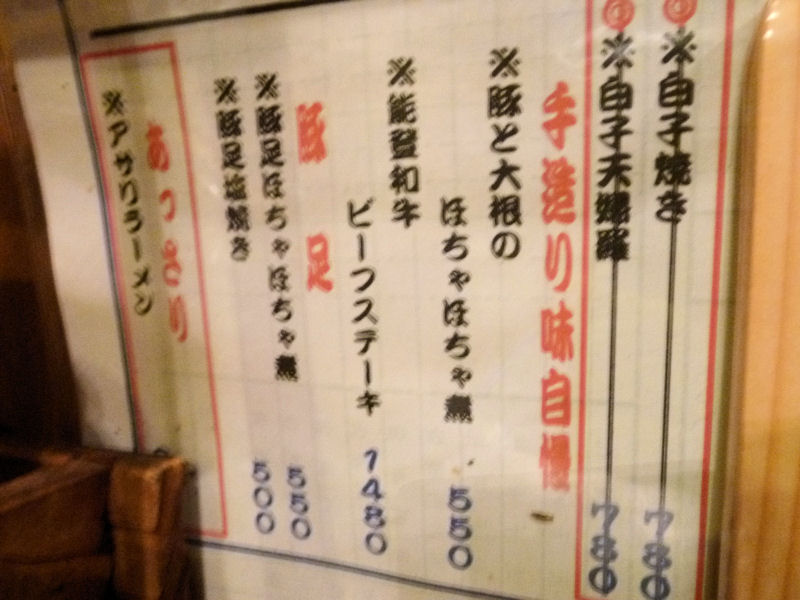 ※白子焼き 780
※白子天婦羅 780
手造り味自慢
※豚と大根の
ほちゃほちゃ煮 550
※能登和牛
ビーフステーキ 1480
豚足
※豚足ほちゃほちゃ煮 550
※豚足塩焼き 500
あっさり
※アサリラーメン